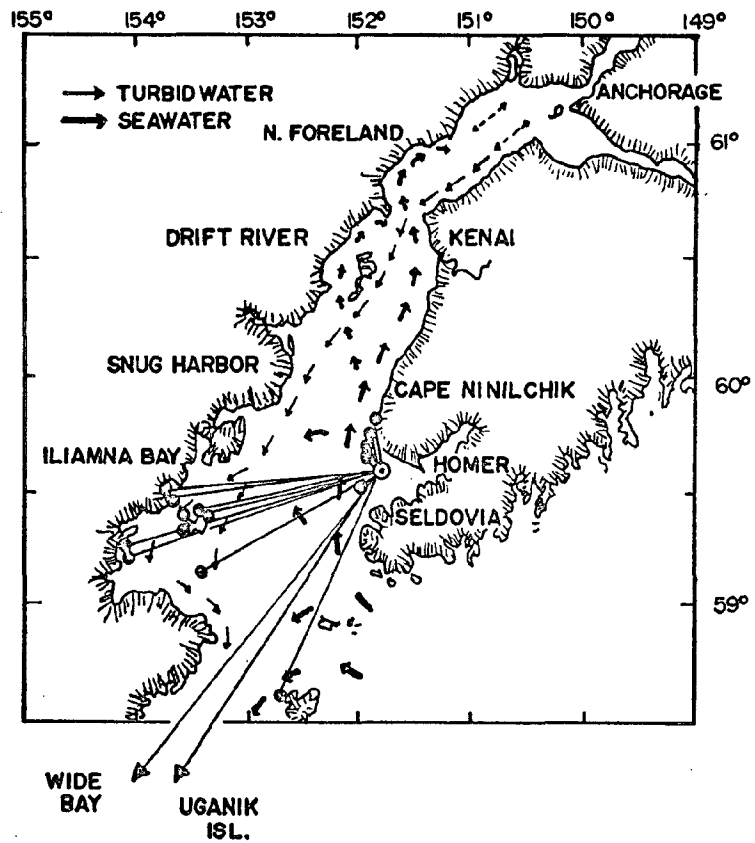 155° 154° 153° 152° 151° 150° 149°
TURBID WATER
SEAWATER
ANCHORAGE
N. FORELAND
61°
DRIFT RIVER
KENAI
SNUG HARBOR
60°
CAPE NINILCHIK
ILIAMNA BAY
HOMER
SELDOVIA
59°
WIDE
BAY
UGANIK
ISL.